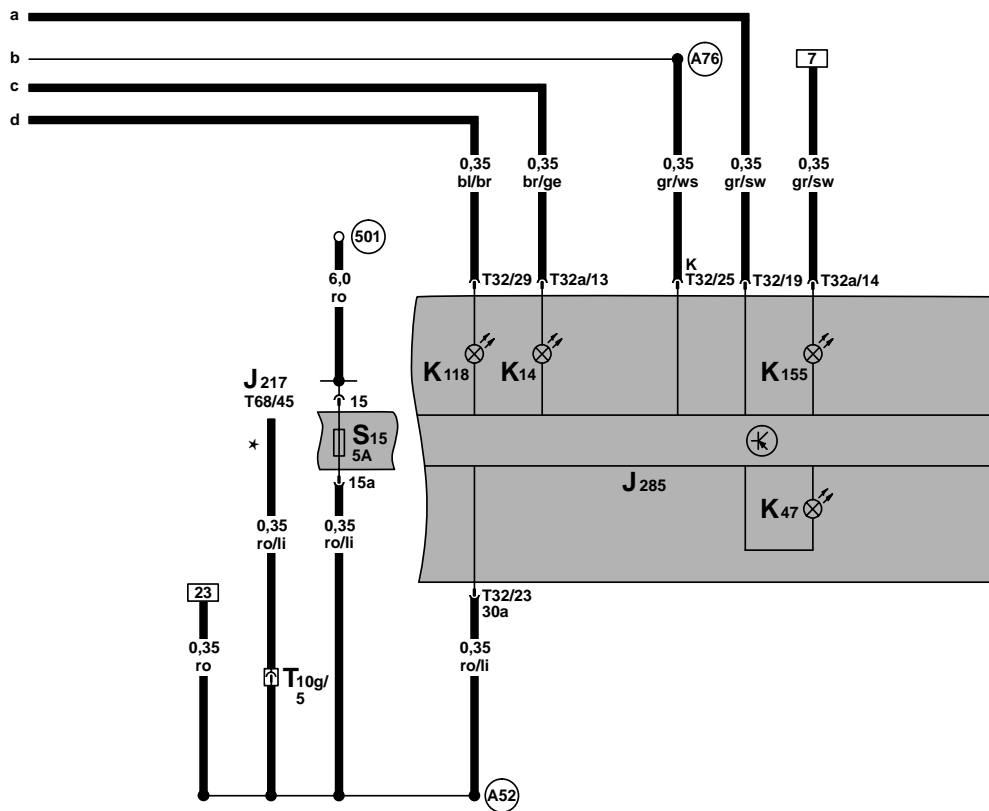 a
b
A76
7
c
d
0,35
bl/br
0,35
br/ge
0,35
gr/ws
0,35
gr/sw
0,35
gr/sw
501
6,0
ro
K
T32/29
T32a/13
T32/25
T32/19
T32a/14
K118
K14
K155
J217
T68/45
*
15
S15
5A
15a
J285
K47
0,35
ro/li
0,35
ro/li
23
T32/23
30a
0,35
ro
0,35
ro/li
T10g/
5
A52